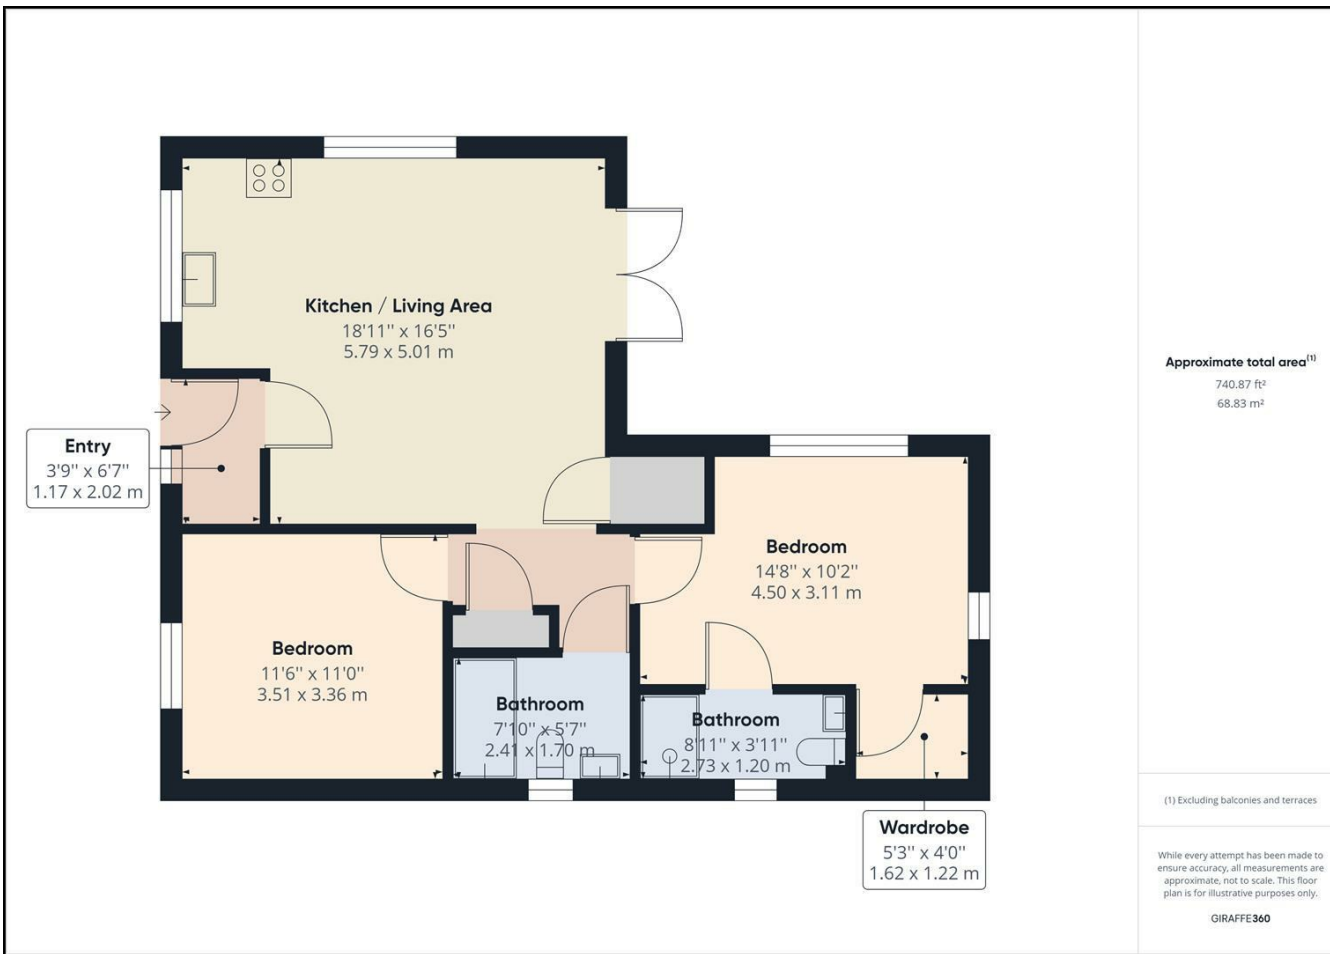 Kitchen / Living Area
18'11'' x 16'5''
5.79 x 5.01 m
Entry
3'9'' x 6'7''
1.17 x 2.02 m
Bedroom
14'8'' x 10'2''
4.50 x 3.11 m
Bedroom
11'6'' x 11'0''
3.51 x 3.36 m
Bathroom
7'10'' x 5'7''
2.41 x 1.70 m
Bathroom
8'11'' x 3'11''
2.73 x 1.20 m
Wardrobe
5'3'' x 4'0''
1.62 x 1.22 m
Approximate total area(1)
740.87 ft²
68.83 m²
(1) Excluding balconies and terraces
While every attempt has been made to
ensure accuracy, all measurements are
approximate, not to scale. This floor
plan is for illustrative purposes only.
GIRAFFE360